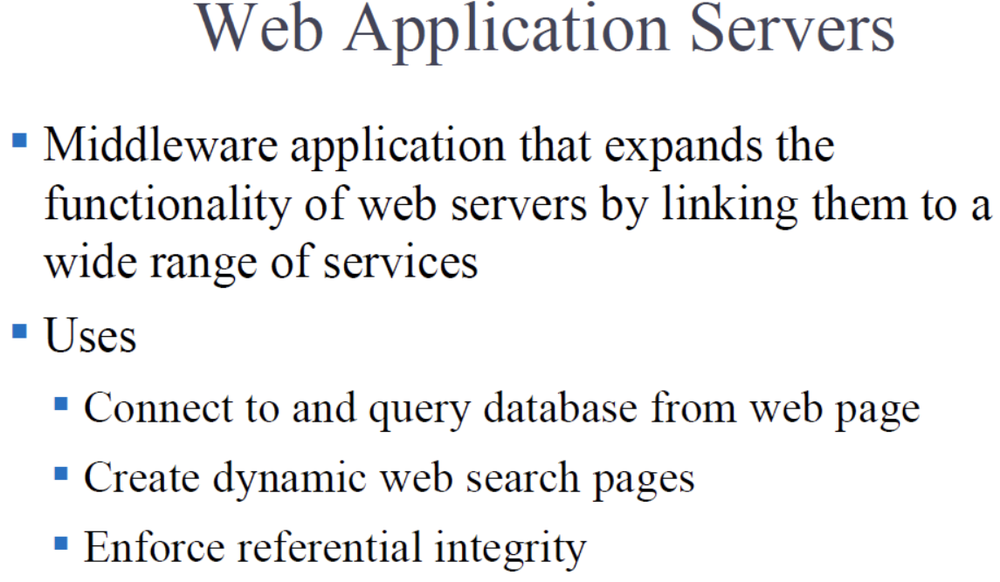 Web Application Servers
Middleware application that expands the
functionality of web servers by linking them to a
wide range of services
Uses
Connect to and query database from web page
Create dynamic web search pages
Enforce referential integrity